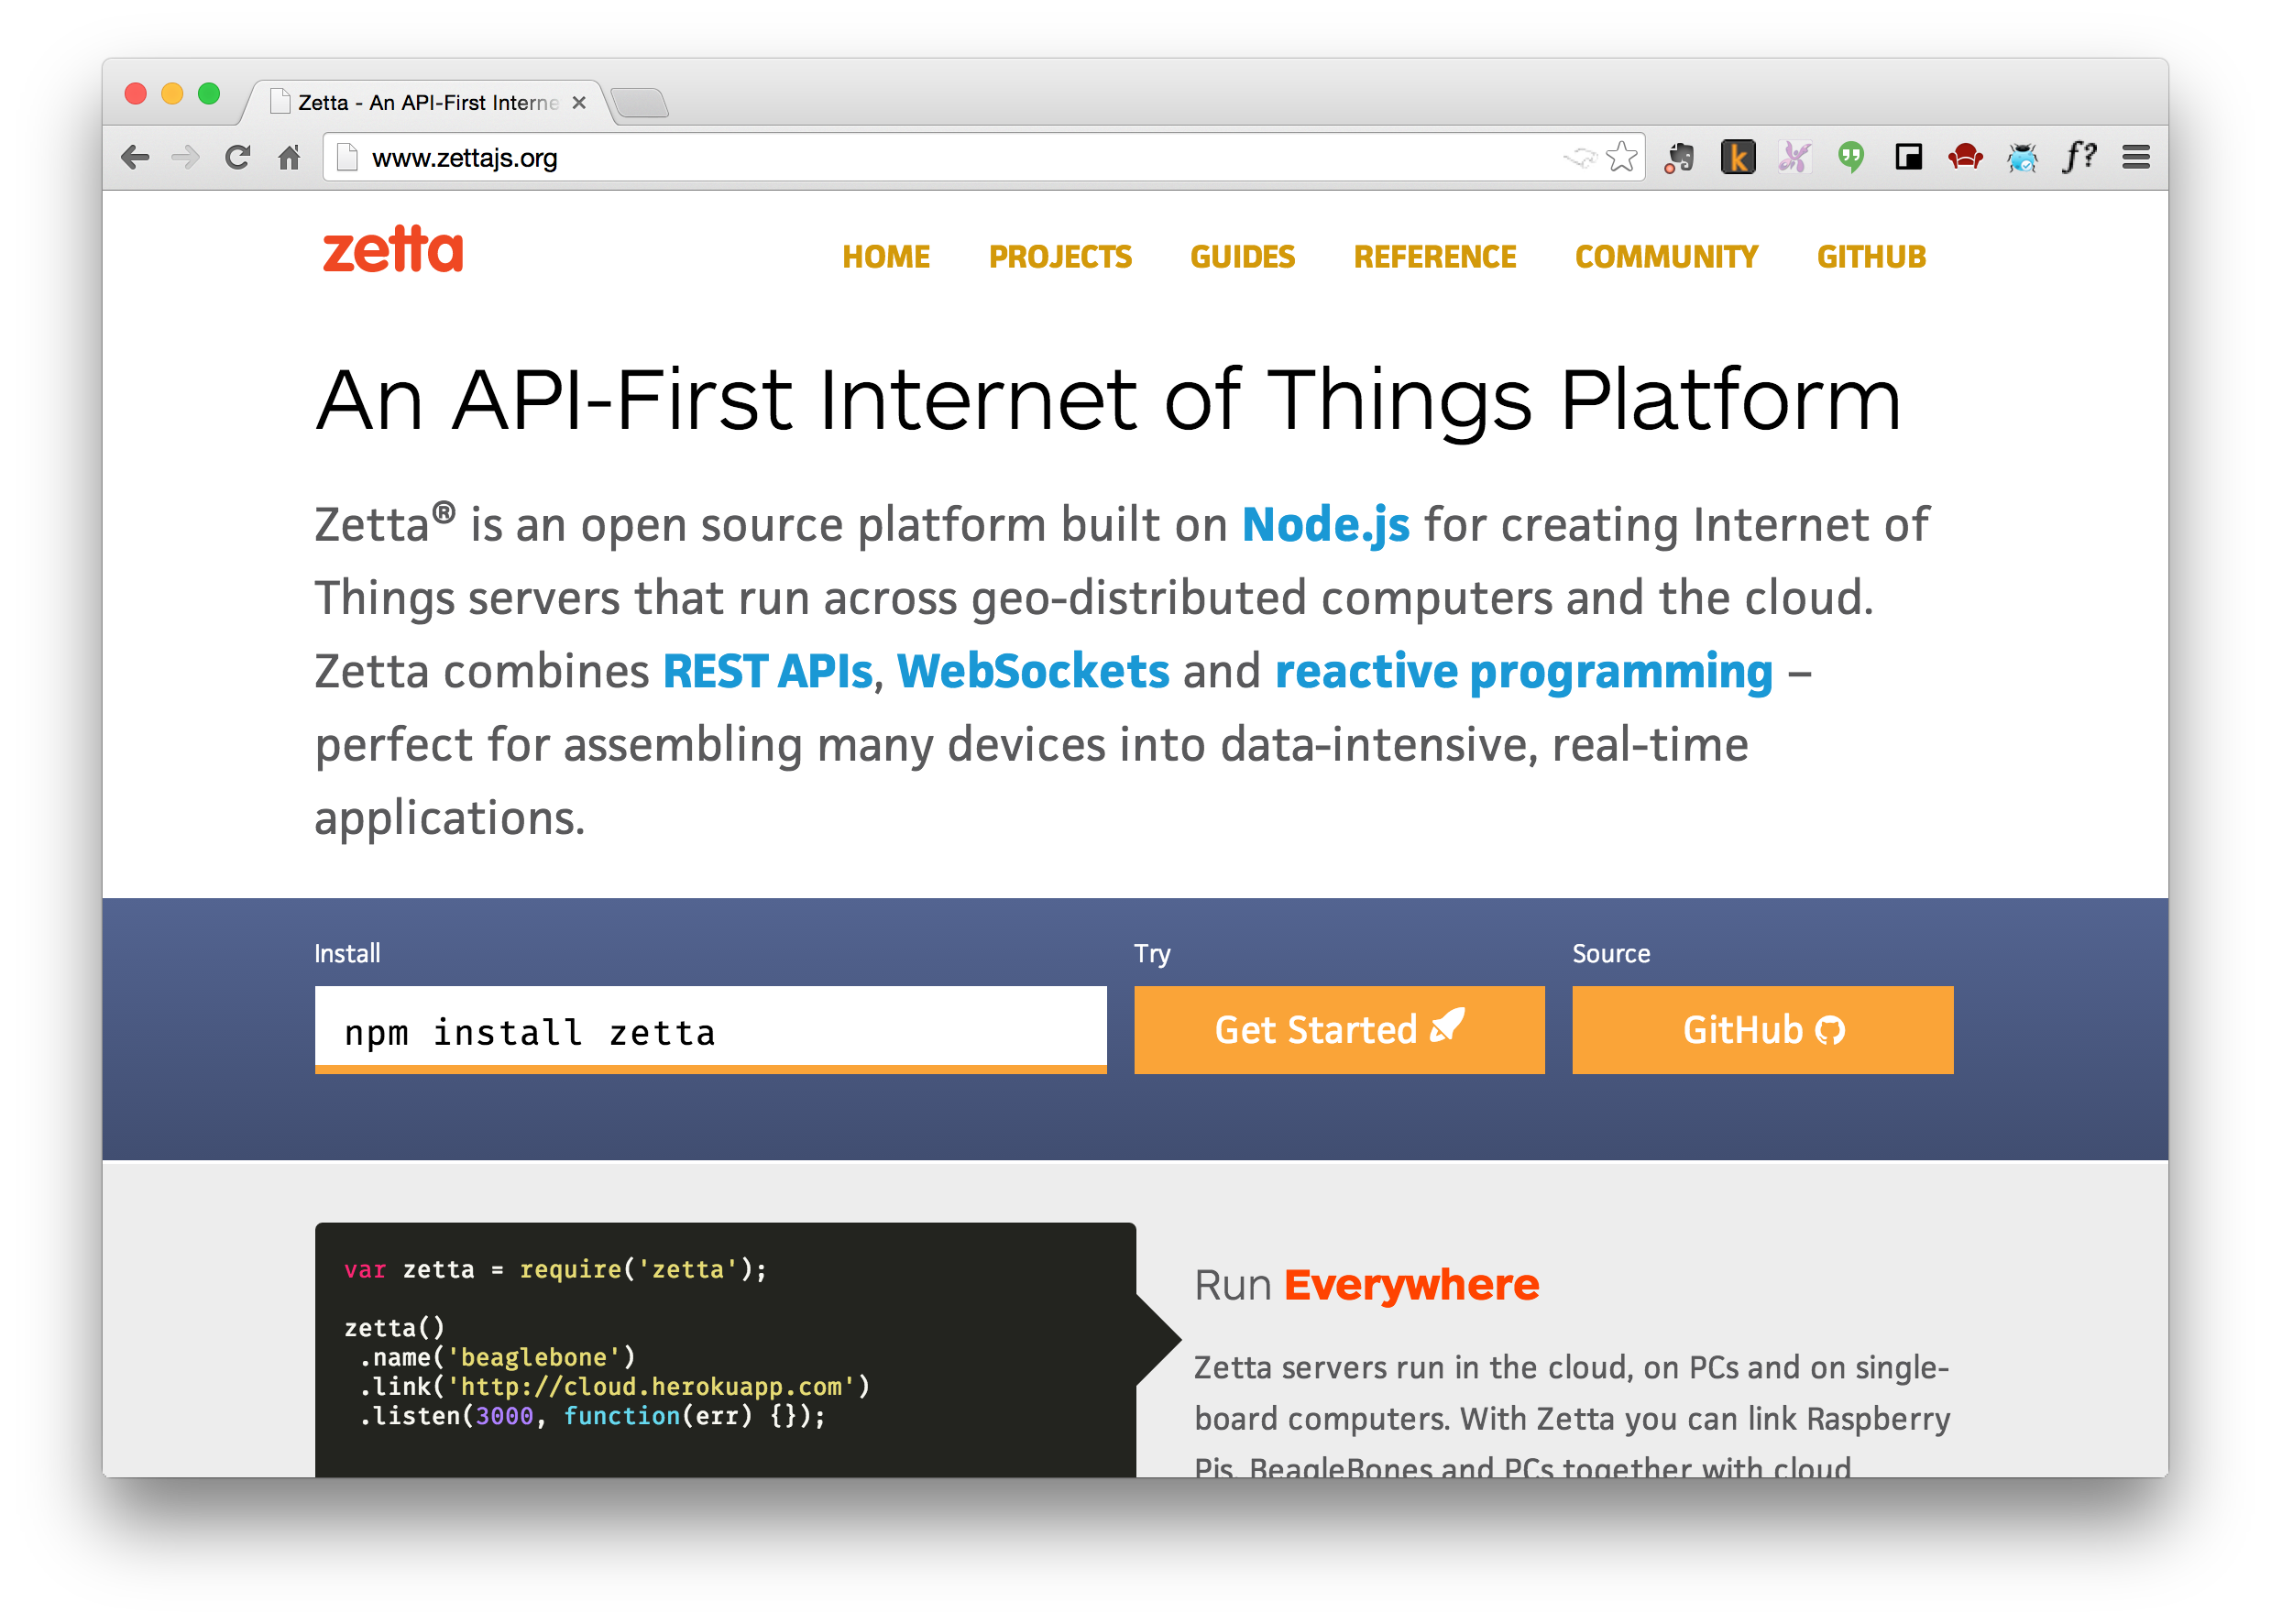 Zetta - An API-First Interne
www.zettajs.org
zetta
HOME PROJECTS GUIDES REFERENCE COMMUNITY GITHUB
An API-First Internet of Things Platform
Zetta® is an open source platform built on Node.js for creating Internet of
Things servers that run across geo-distributed computers and the cloud.
Zetta combines REST APIs, WebSockets and reactive programming –
perfect for assembling many devices into data-intensive, real-time
applications.
Install Try Source
npm install zetta Get Started GitHub
var zetta = require('zetta');
zetta()
.name('beaglebone')
.link('http://cloud.herokuapp.com')
.listen(3000, function(err) {});
Run Everywhere
Zetta servers run in the cloud, on PCs and on single-
board computers. With Zetta you can link Raspberry
Pis, BeagleBones and PCs together with cloud